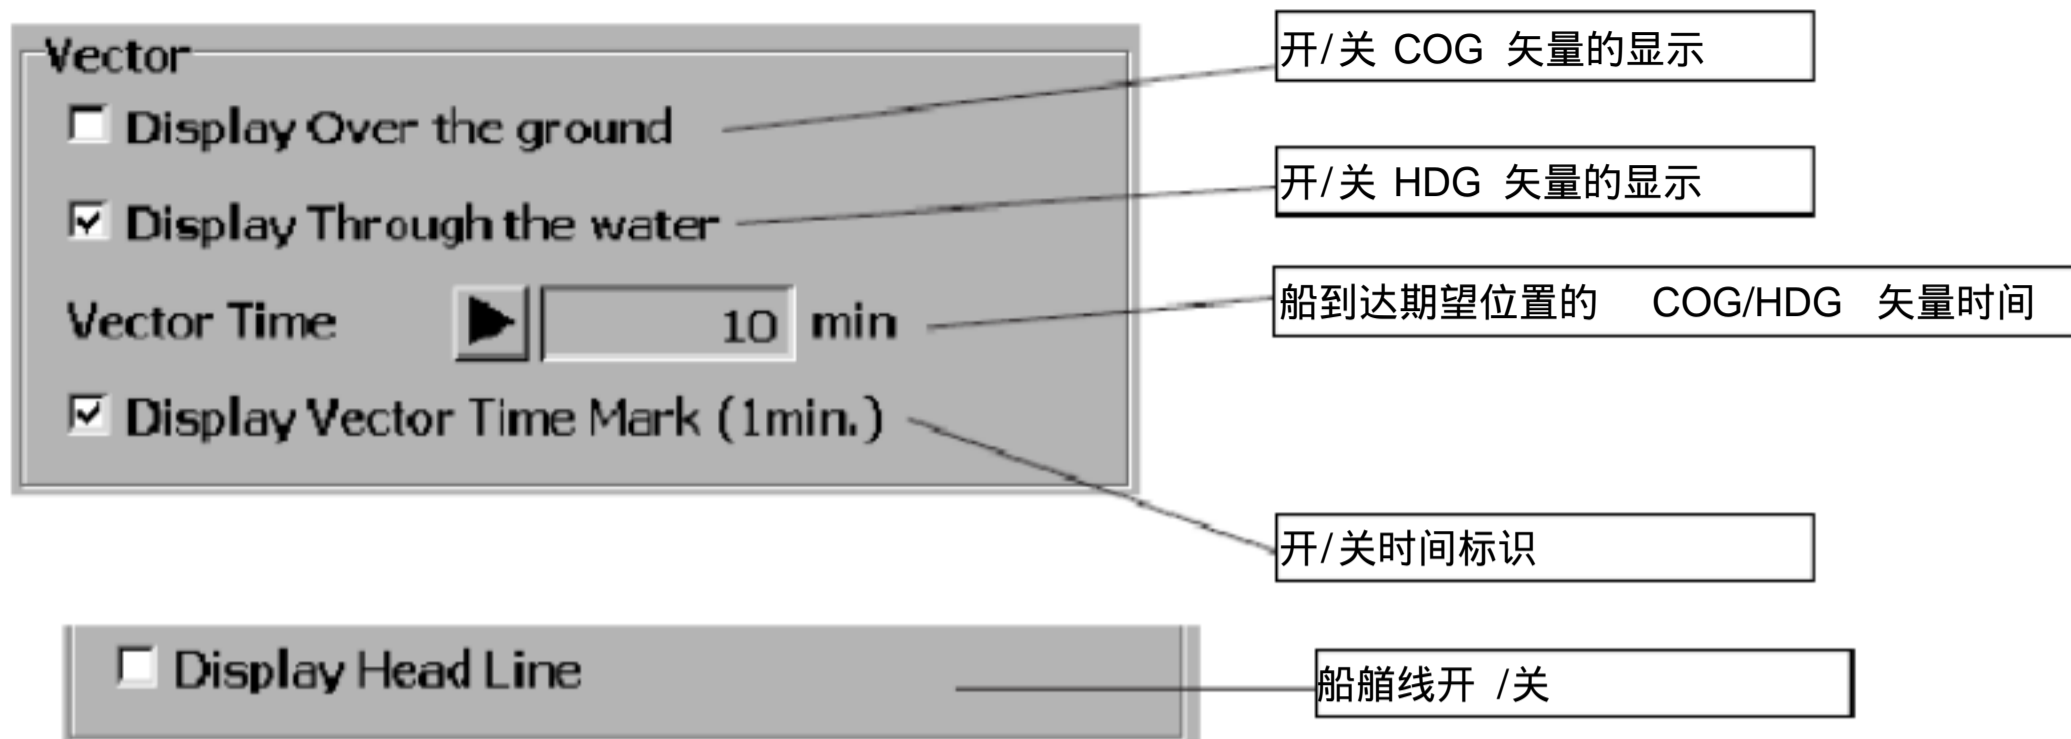 Vector
开/关 COG 矢量的显示
Display Over the ground
开/关 HDG 矢量的显示
Display Through the water
船到达期望位置的 COG/HDG 矢量时间
Vector Time 10 min
Display Vector Time Mark (1min.)
开/关时间标识
Display Head Line
船艏线开 /关